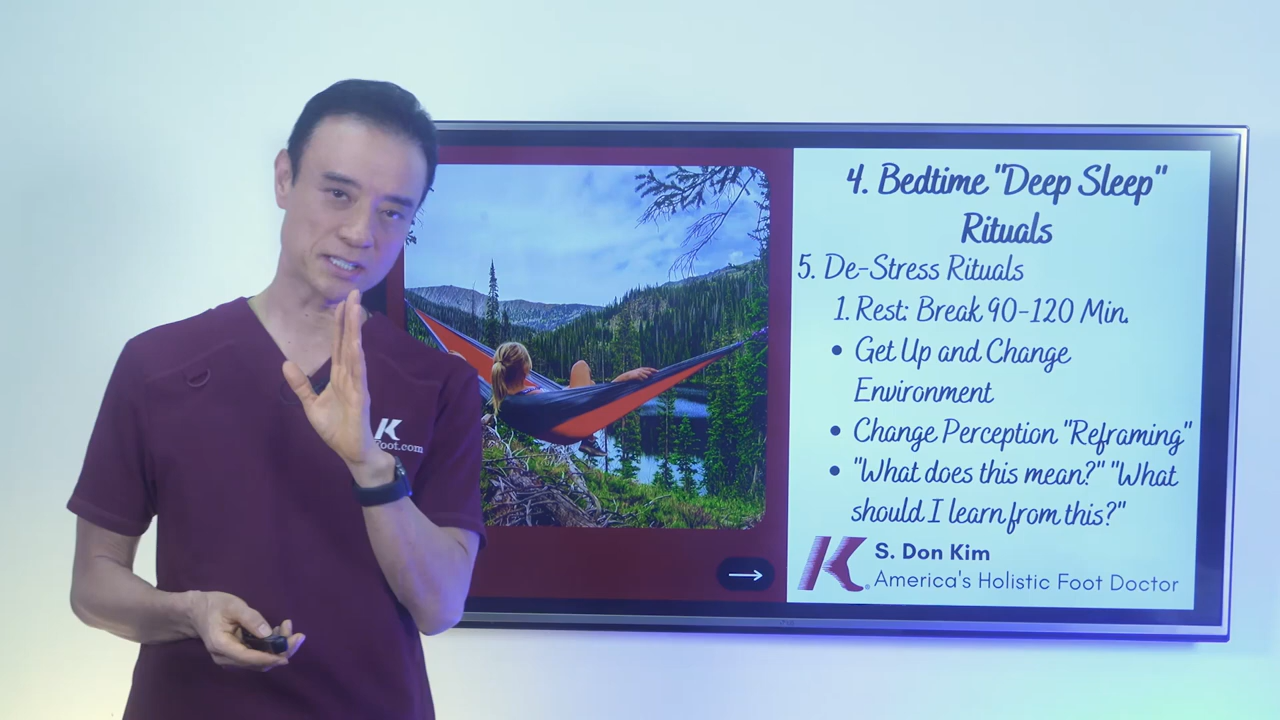 4. Bedtime "Deep Sleep"
Rituals
5. De-Stress Rituals
1. Rest: Break 90-120 Min.
• Get Up and Change
Environment
• Change Perception "Reframing"
• "What does this mean?" "What
should I learn from this?"
K
S. Don Kim
America's Holistic Foot Doctor
K
Foot.com